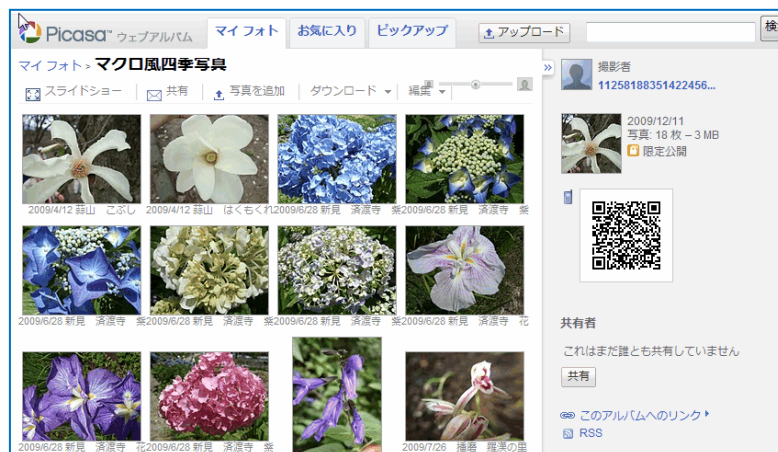 Picasa™ ウェブアルバム
マイ フォト
お気に入り
ピックアップ
アップロード
マイ フォト > マクロ風四季写真
スライドショー
共有
写真を追加
ダウンロード
編集
2009/4/12 蒜山 こぶし
2009/4/12 蒜山 はくもくれ
2009/6/28 新見 済渡寺 紫
2009/6/28 新見 済渡寺 紫
2009/6/28 新見 済渡寺 紫
2009/6/28 新見 済渡寺 紫
2009/6/28 新見 済渡寺 紫
2009/6/28 新見 済渡寺 花
2009/6/28 新見 済渡寺 花
2009/6/28 新見 済渡寺 紫
2009/7/26 播磨 羅漢の里
撮影者
11258188351422456...
2009/12/11
写真: 18 枚 – 3 MB
限定公開
共有者
これはまだ誰とも共有していません
共有
このアルバムへのリンク
RSS